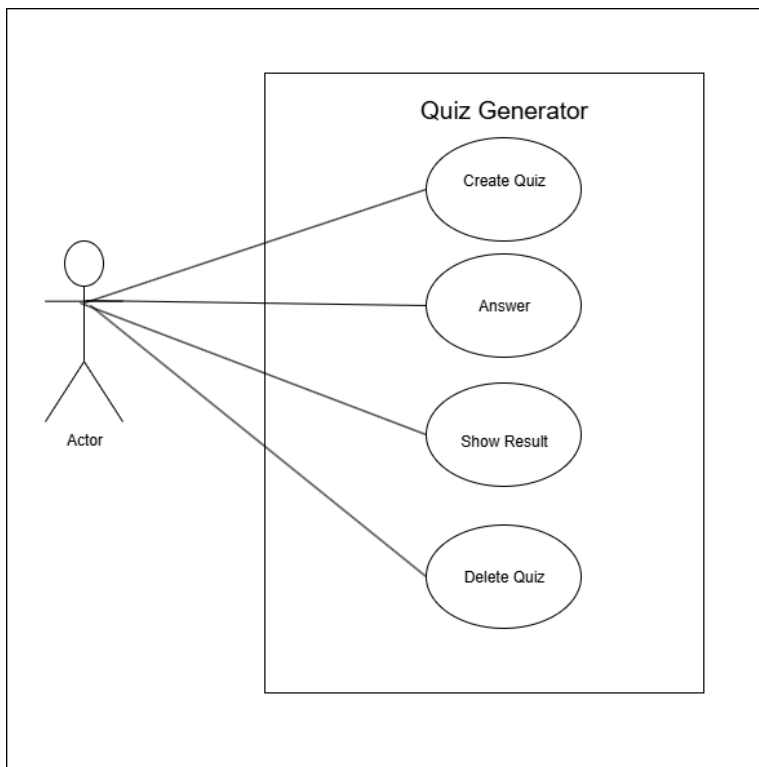 Quiz Generator
Create Quiz
Answer
Show Result
Delete Quiz
Actor